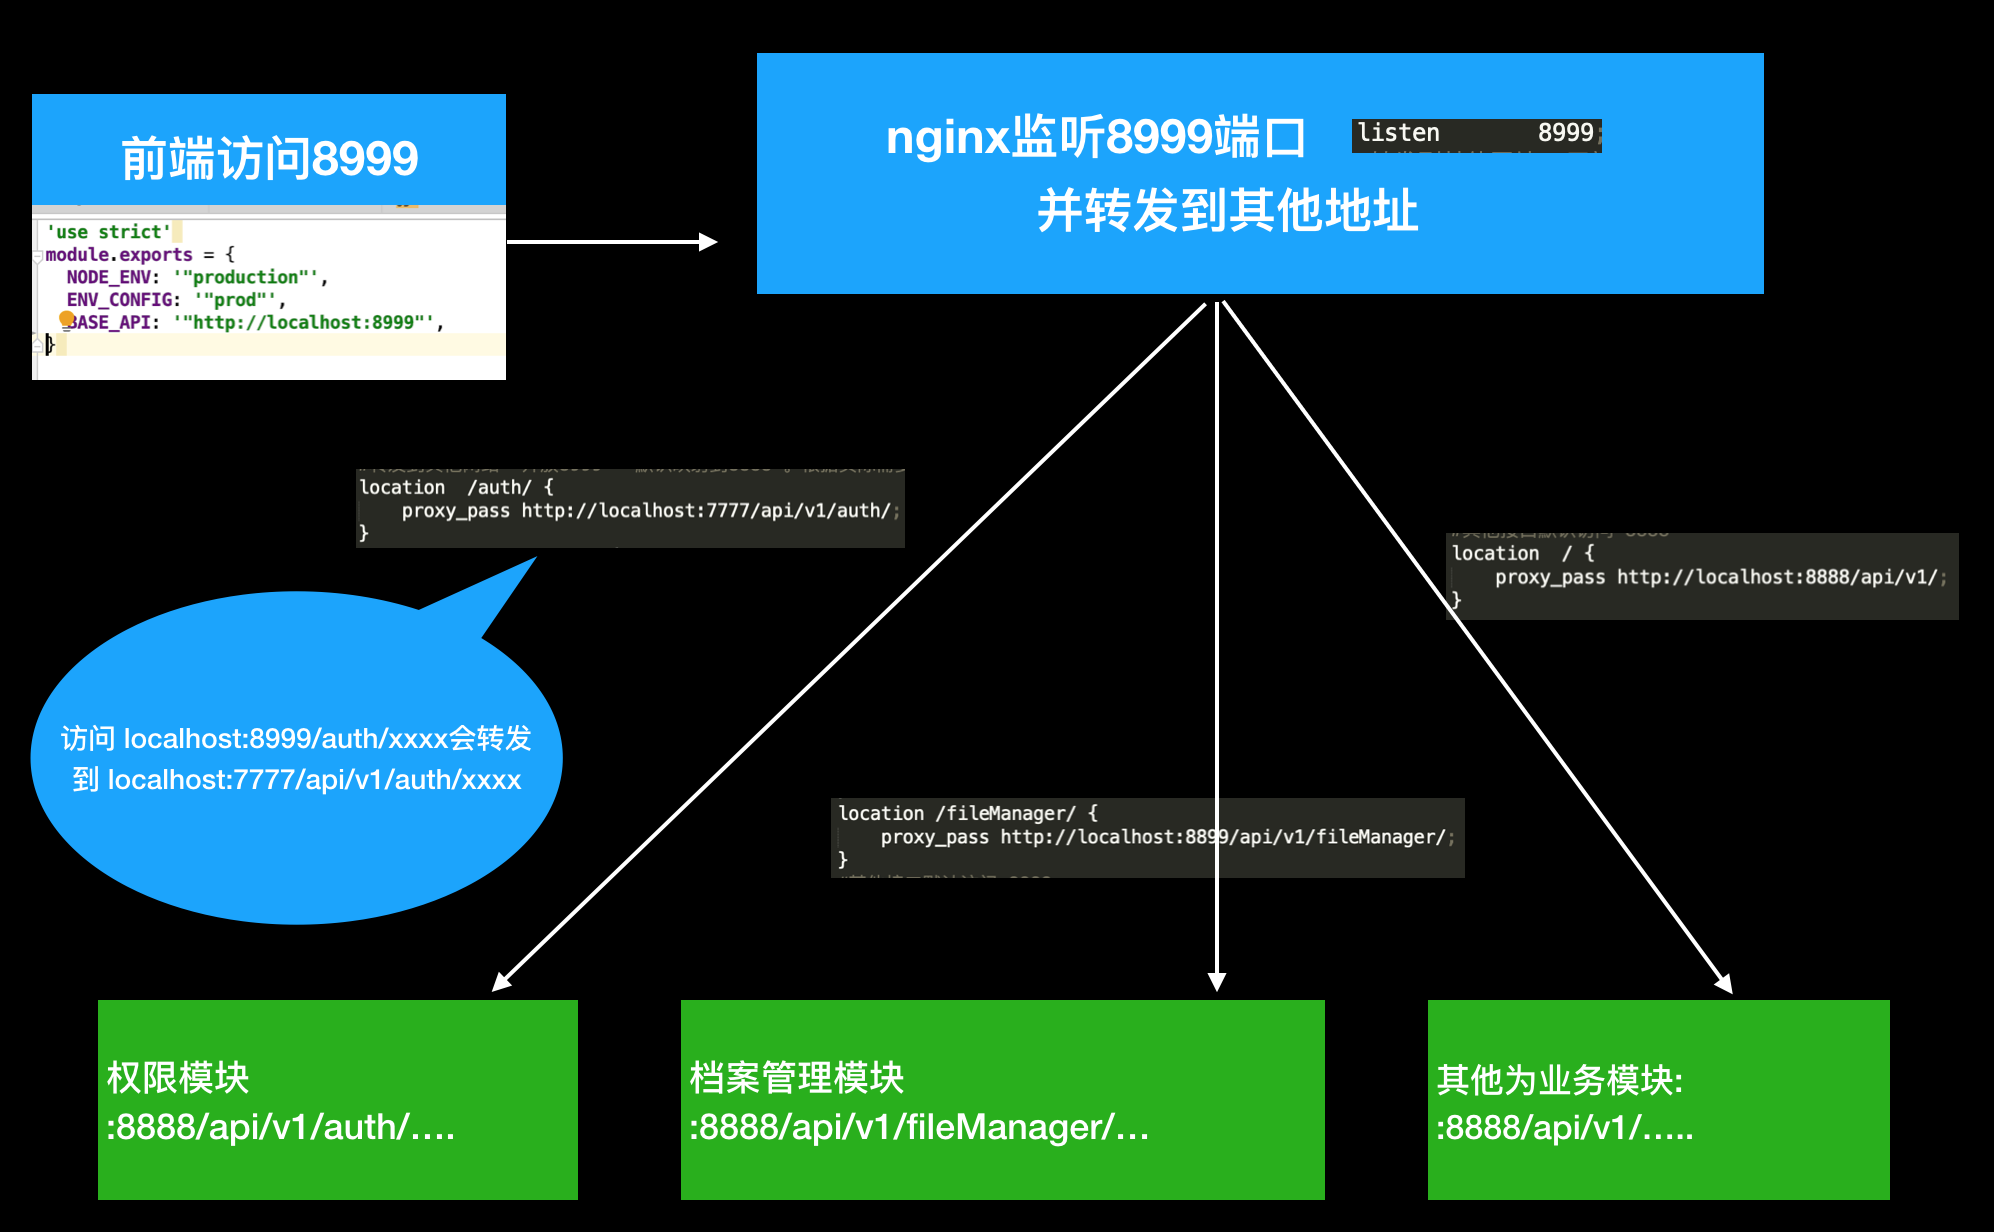 前端访问8999
'use strict'
module.exports = {
NODE_ENV: '"production"',
ENV_CONFIG: '"prod"',
BASE_API: '"http://localhost:8999"',
}
nginx监听8999端口
listen 8999;
并转发到其他地址
location /auth/ {
proxy_pass http://localhost:7777/api/v1/auth/;
}
location / {
proxy_pass http://localhost:8888/api/v1/;
}
访问 localhost:8999/auth/xxxx会转发
到 localhost:7777/api/v1/auth/xxxx
location /fileManager/ {
proxy_pass http://localhost:8899/api/v1/fileManager/;
}
权限模块
:8888/api/v1/auth/....
档案管理模块
:8888/api/v1/fileManager/...
其他为业务模块:
:8888/api/v1/.....